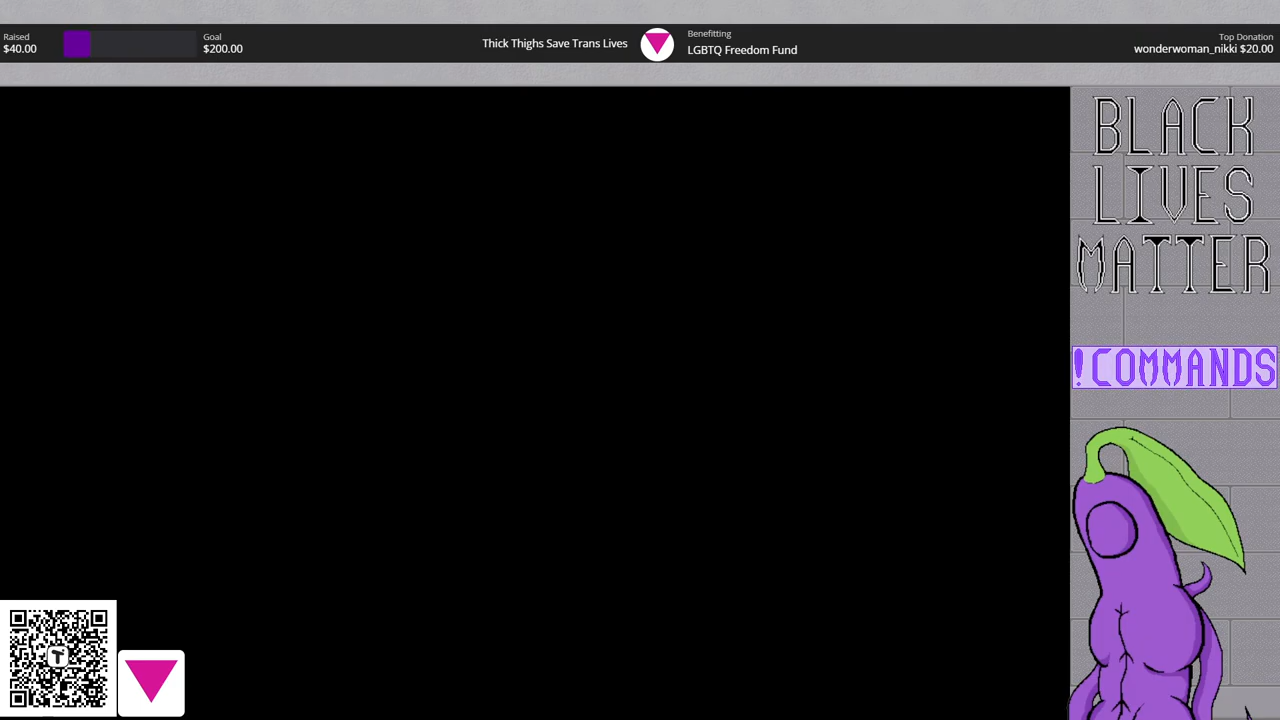 Raised
$40.00
Goal
$200.00
Thick Thighs Save Trans Lives
Benefitting
LGBTQ Freedom Fund
Top Donation
wonderwoman_nikki $20.00
BLACK
LIVES
MATTER
!COMMANDS
T